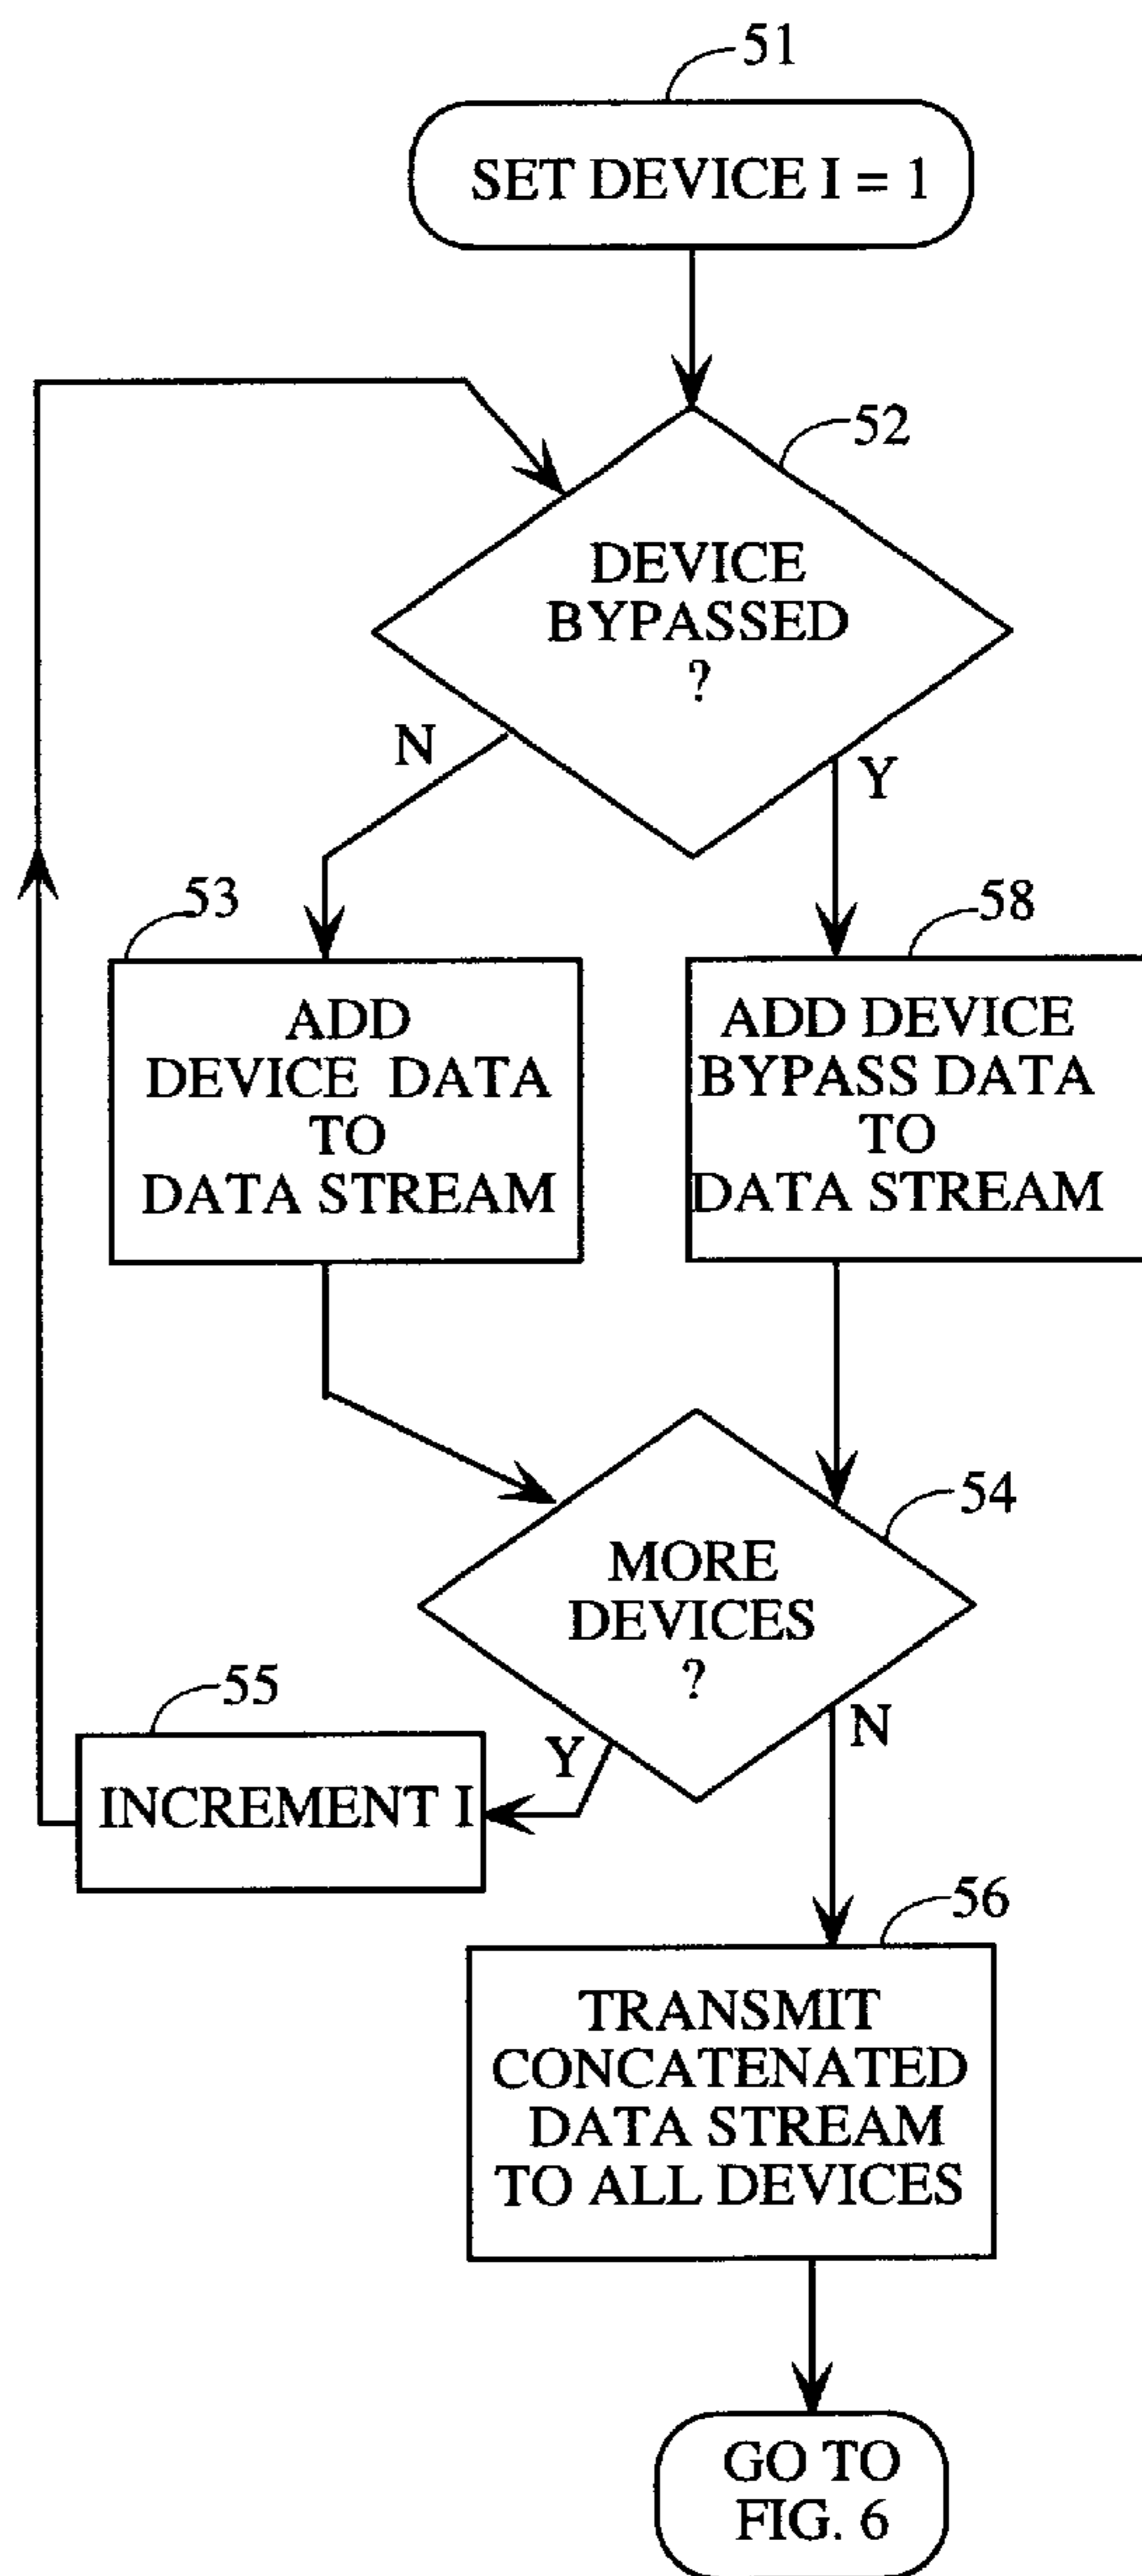 51
SET DEVICE I = 1
52
DEVICE
BYPASSED
?
N
Y
53
58
ADD
DEVICE DATA
TO
DATA STREAM
ADD DEVICE
BYPASS DATA
TO
DATA STREAM
54
MORE
DEVICES
?
55
Y
N
INCREMENT I
56
TRANSMIT
CONCATENATED
DATA STREAM
TO ALL DEVICES
GO TO
FIG. 6